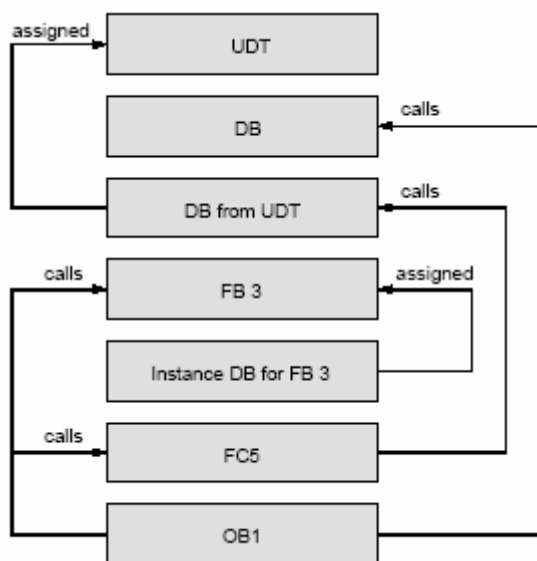 assigned
UDT
calls
DB
calls
DB from UDT
calls
assigned
FB 3
Instance DB for FB 3
calls
FC5
OB1